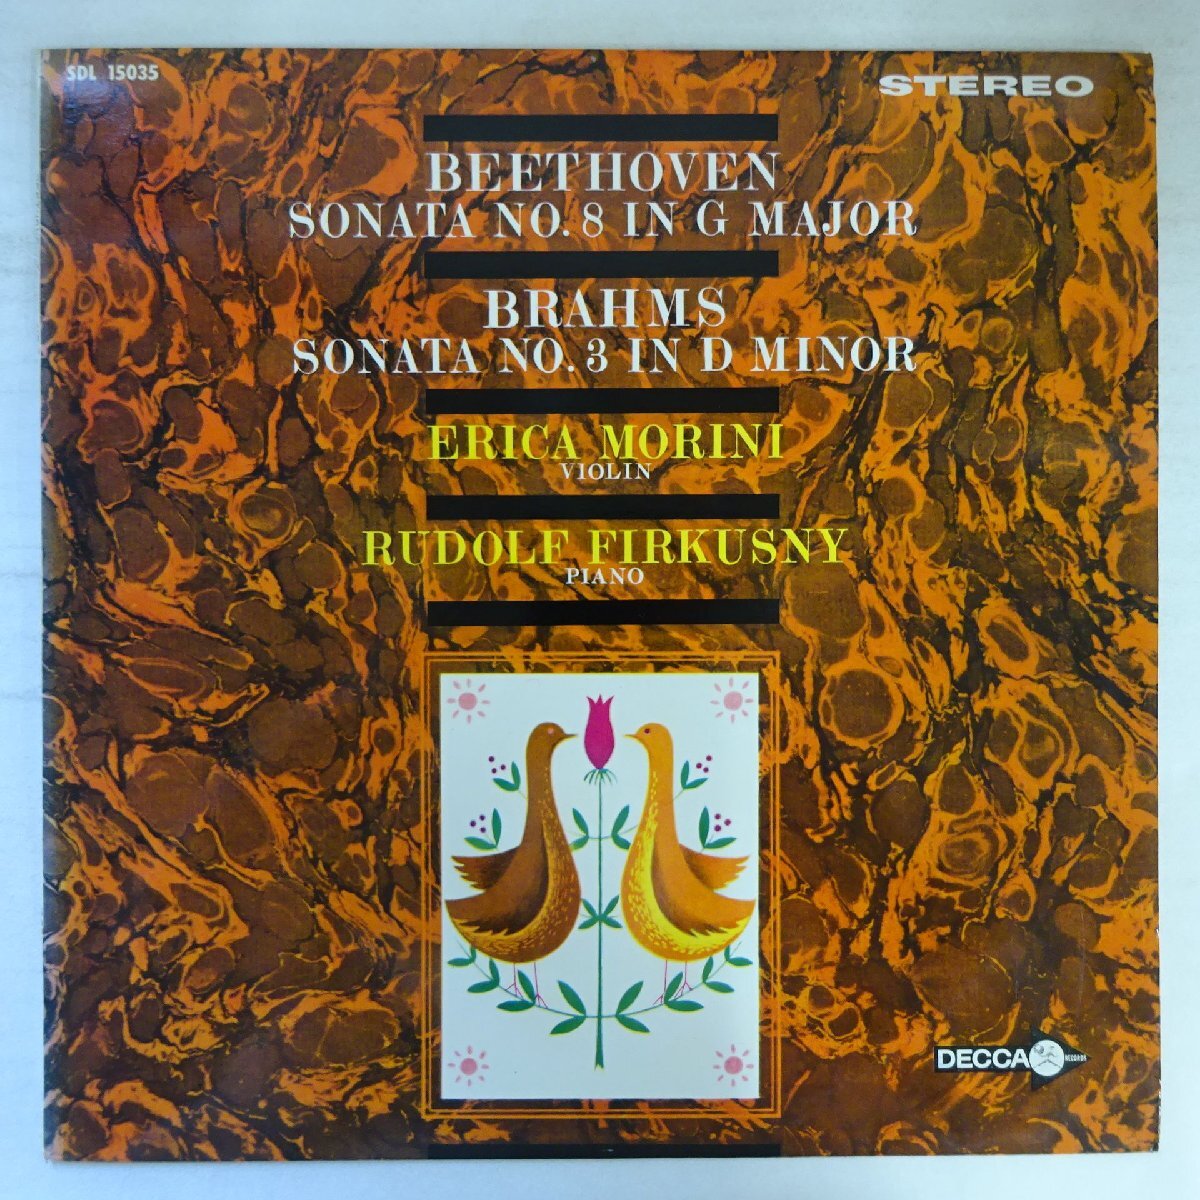 SDL 15035
STEREO
BEETHOVEN
SONATA NO. 8 IN G MAJOR
BRAHMS
SONATA NO. 3 IN D MINOR
ERICA MORINI
VIOLIN
RUDOLF FIRKUSNY
PIANO
DECCA RECORDS